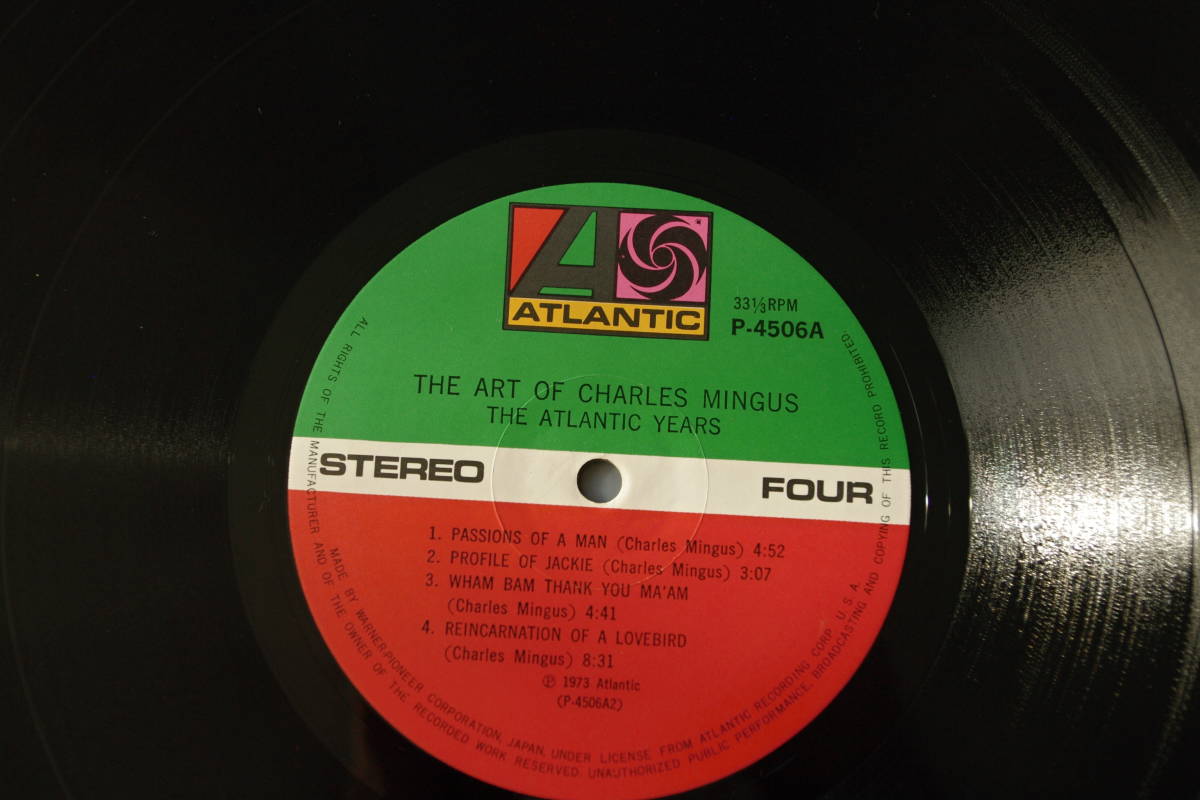 ATLANTIC
33⅓ RPM
P-4506A
THE ART OF CHARLES MINGUS
THE ATLANTIC YEARS
STEREO
FOUR
1. PASSIONS OF A MAN (Charles Mingus) 4:52
2. PROFILE OF JACKIE (Charles Mingus) 3:07
3. WHAM BAM THANK YOU MA'AM
(Charles Mingus) 4:41
4. REINCARNATION OF A LOVEBIRD
(Charles Mingus) 8:31
℗ 1973 Atlantic
(P-4506A2)
MADE BY WARNER-PIONEER CORPORATION, JAPAN, UNDER LICENSE FROM ATLANTIC RECORDING CORP. U. S. A.
ALL RIGHTS OF THE MANUFACTURER AND OF THE OWNER OF THE RECORDED WORK RESERVED. UNAUTHORIZED PUBLIC PERFORMANCE, BROADCASTING AND COPYING OF THIS RECORD PROHIBITED.